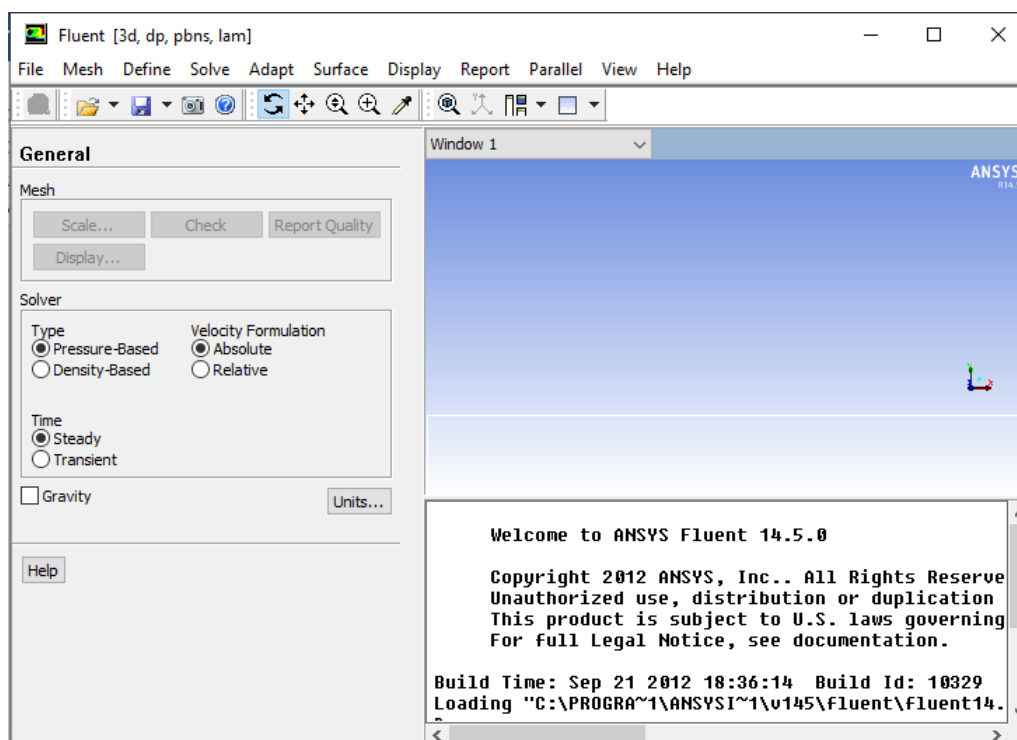 Fluent [3d, dp, pbns, lam]
File Mesh Define Solve Adapt Surface Display Report Parallel View Help
General
Mesh
Scale... Check Report Quality
Display...
Solver
Type Velocity Formulation
Pressure-Based Absolute
Density-Based Relative
Time
Steady
Transient
Gravity Units...
Help
Window 1
ANSYS
R14.5
Welcome to ANSYS Fluent 14.5.0
Copyright 2012 ANSYS, Inc.. All Rights Reserve
Unauthorized use, distribution or duplication
This product is subject to U.S. laws governing
For full Legal Notice, see documentation.
Build Time: Sep 21 2012 18:36:14 Build Id: 10329
Loading "C:\PROGRA~1\ANSYSI~1\v145\fluent\fluent14.